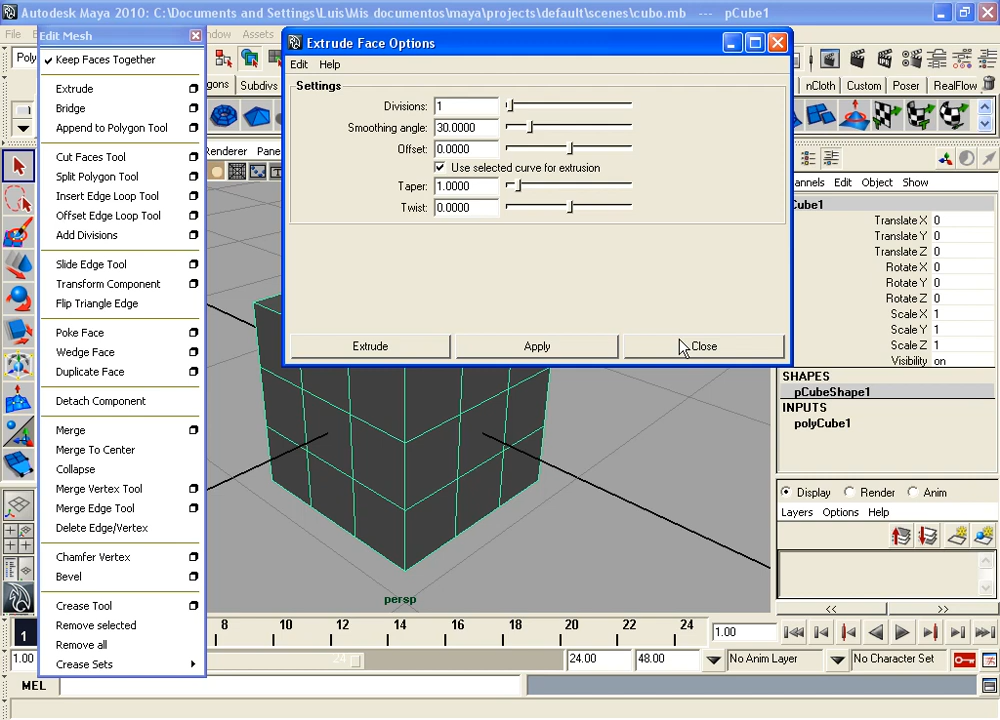 Autodesk Maya 2010: C:\Documents and Settings\Luis\Mis documentos\maya\projects\default\scenes\cubo.mb --- pCube1
File
ndow Assets
Edit Mesh
Poly
gons Subdivs
nCloth Custom Poser RealFlow
Keep Faces Together
Extrude
Bridge
Append to Polygon Tool
Cut Faces Tool
Split Polygon Tool
Insert Edge Loop Tool
Offset Edge Loop Tool
Add Divisions
Slide Edge Tool
Transform Component
Flip Triangle Edge
Poke Face
Wedge Face
Duplicate Face
Detach Component
Merge
Merge To Center
Collapse
Merge Vertex Tool
Merge Edge Tool
Delete Edge/Vertex
Chamfer Vertex
Bevel
Crease Tool
Remove selected
Remove all
Crease Sets
Renderer Pane
Extrude Face Options
Edit Help
Settings
Divisions: 1
Smoothing angle: 30.0000
Offset: 0.0000
Use selected curve for extrusion
Taper: 1.0000
Twist: 0.0000
Extrude Apply Close
persp
annels Edit Object Show
Cube1
Translate X 0
Translate Y 0
Translate Z 0
Rotate X 0
Rotate Y 0
Rotate Z 0
Scale X 1
Scale Y 1
Scale Z 1
Visibility on
SHAPES
pCubeShape1
INPUTS
polyCube1
Display Render Anim
Layers Options Help
<< >>
1 8 10 12 14 16 18 20 22 24
1.00
1.00 24 24.00 48.00 No Anim Layer No Character Set
MEL